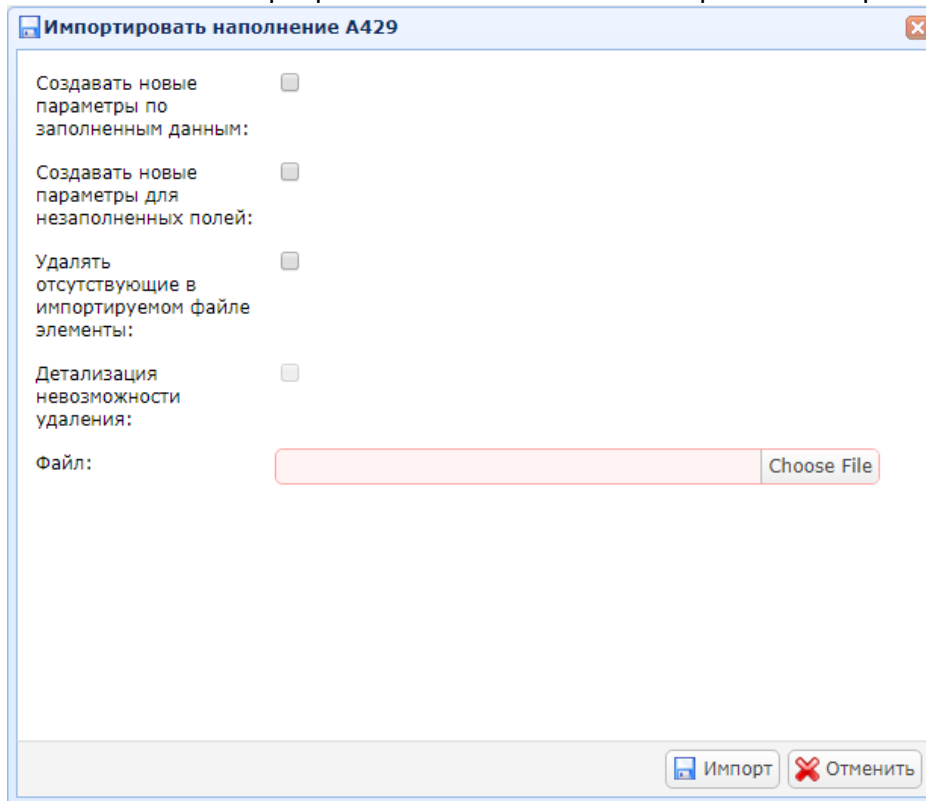 Импортировать наполнение A429
Создавать новые
параметры по
заполненным данным:
Создавать новые
параметры для
незаполненных полей:
Удалять
отсутствующие в
импортируемом файле
элементы:
Детализация
невозможности
удаления:
Файл:
Choose File
Импорт
Отменить